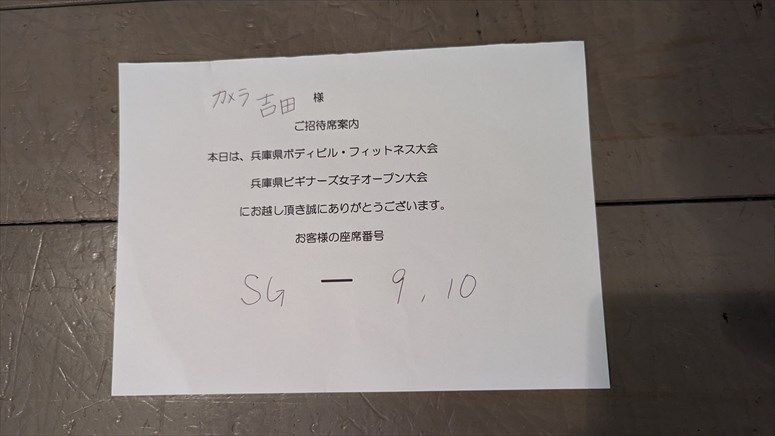 カメラ 吉田 様
ご招待席案内
本日は、兵庫県ボディビル・フィットネス大会
兵庫県ビギナーズ女子オープン大会
にお越し頂き誠にありがとうございます。
お客様の座席番号
SG ー 9, 10